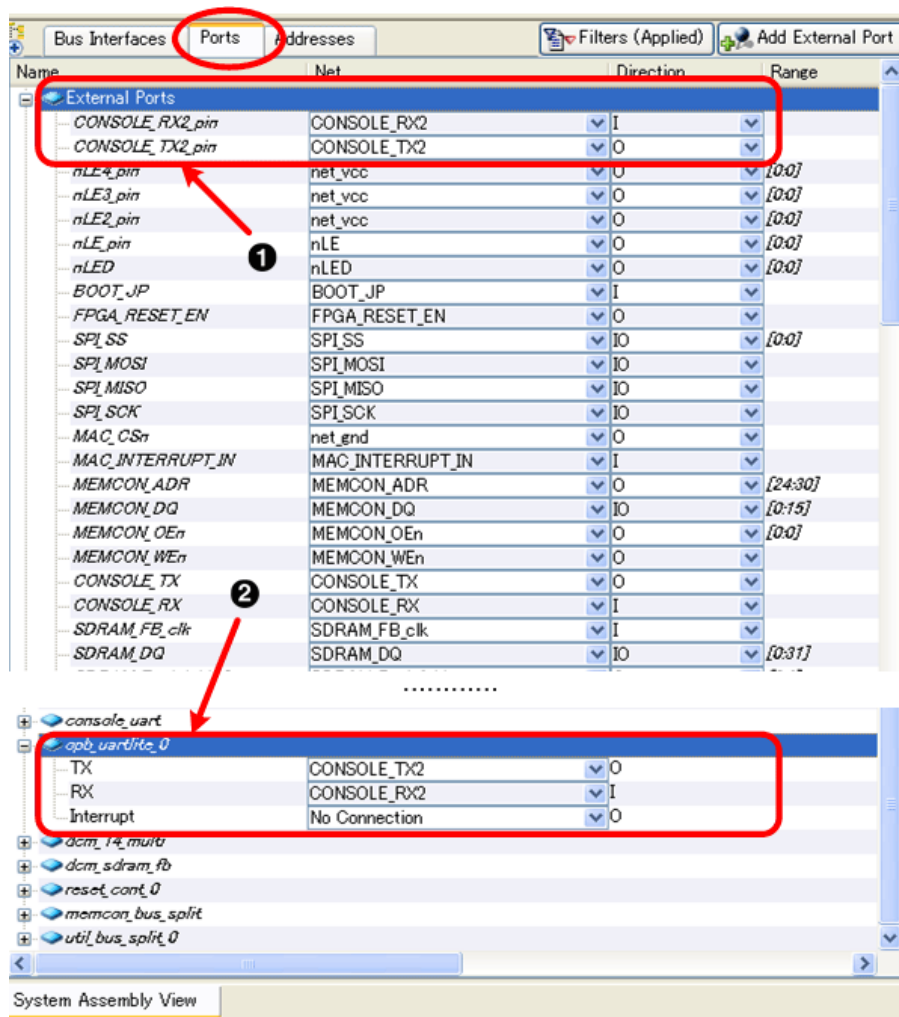 Bus Interfaces Ports Addresses Filters (Applied) Add External Port
Name Net Direction Range
External Ports
CONSOLE_RX2_pin CONSOLE_RX2 I
CONSOLE_TX2_pin CONSOLE_TX2 O
nLE4_pin net_vcc O [0:0]
nLE3_pin net_vcc O [0:0]
nLE2_pin net_vcc O [0:0]
nLE_pin nLE O [0:0]
❶
nLED nLED O [0:0]
BOOT_JP BOOT_JP I
FPGA_RESET_EN FPGA_RESET_EN O
SPI_SS SPI_SS IO [0:0]
SPI_MOSI SPI_MOSI IO
SPI_MISO SPI_MISO IO
SPI_SCK SPI_SCK IO
MAC_CSn net_gnd O
MAC_INTERRUPT_IN MAC_INTERRUPT_IN I
MEMCON_ADR MEMCON_ADR O [24:30]
MEMCON_DQ MEMCON_DQ IO [0:15]
MEMCON_OEn MEMCON_OEn O [0:0]
MEMCON_WEn MEMCON_WEn O
CONSOLE_TX CONSOLE_TX O
❷
CONSOLE_RX CONSOLE_RX I
SDRAM_FB_clk SDRAM_FB_clk I
SDRAM_DQ SDRAM_DQ IO [0:31]
............
console_uart
opb_uartlite_0
TX CONSOLE_TX2 O
RX CONSOLE_RX2 I
Interrupt No Connection O
dcm_14_multi
dcm_sdram_fb
reset_cont_0
memcon_bus_split
util_bus_split_0
System Assembly View